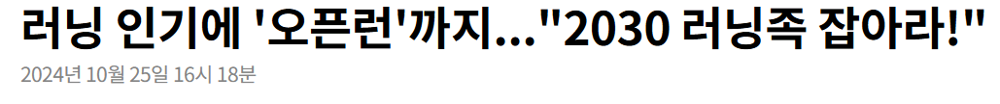 러닝 인기에 '오픈런'까지..."2030 러닝족 잡아라!"
2024년 10월 25일 16시 18분